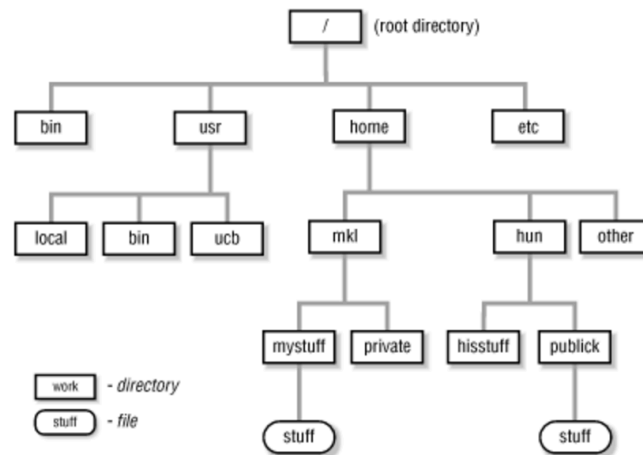 / (root directory)
bin usr home etc
local bin ucb mkl hun other
mystuff private hisstuff publick
work - directory
stuff - file
stuff stuff